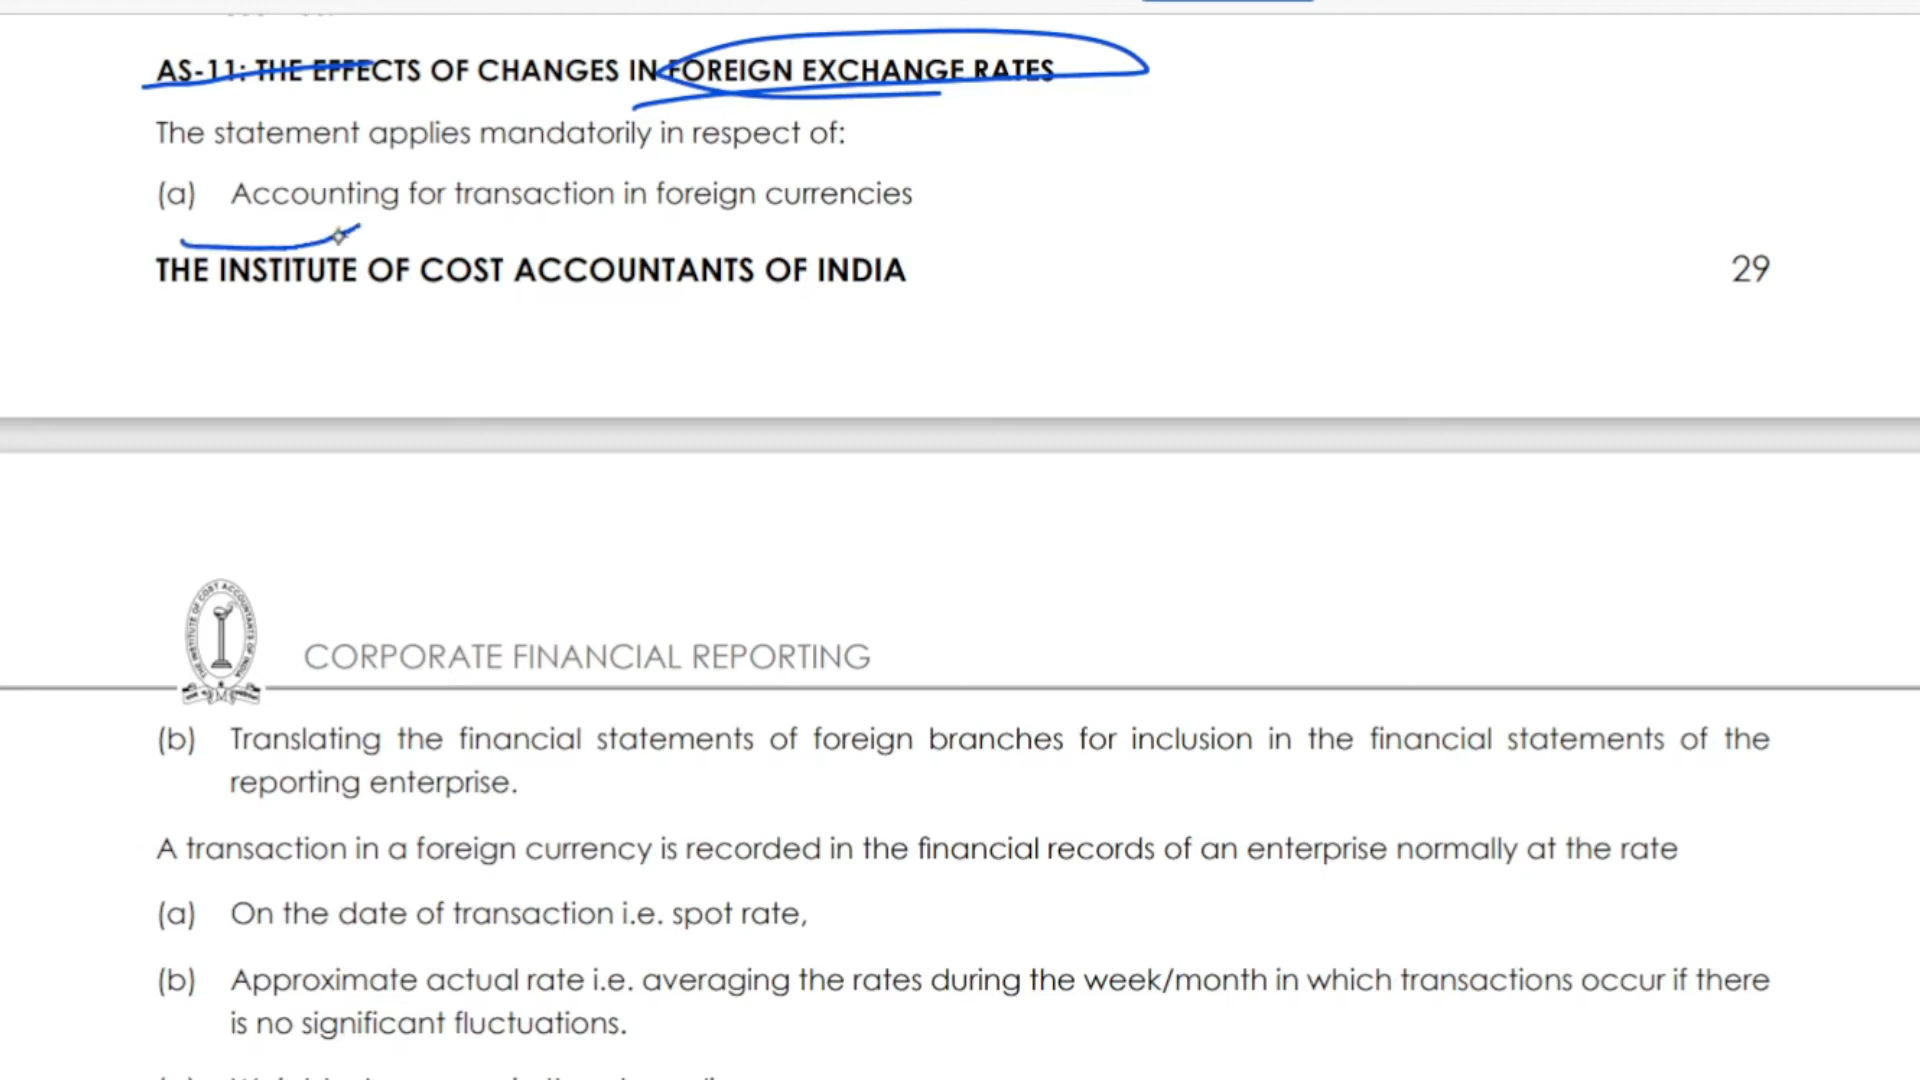 AS-11: THE EFFECTS OF CHANGES IN FOREIGN EXCHANGE RATES
The statement applies mandatorily in respect of:
(a) Accounting for transaction in foreign currencies
THE INSTITUTE OF COST ACCOUNTANTS OF INDIA 29
CORPORATE FINANCIAL REPORTING
(b) Translating the financial statements of foreign branches for inclusion in the financial statements of the
reporting enterprise.
A transaction in a foreign currency is recorded in the financial records of an enterprise normally at the rate
(a) On the date of transaction i.e. spot rate,
(b) Approximate actual rate i.e. averaging the rates during the week/month in which transactions occur if there
is no significant fluctuations.